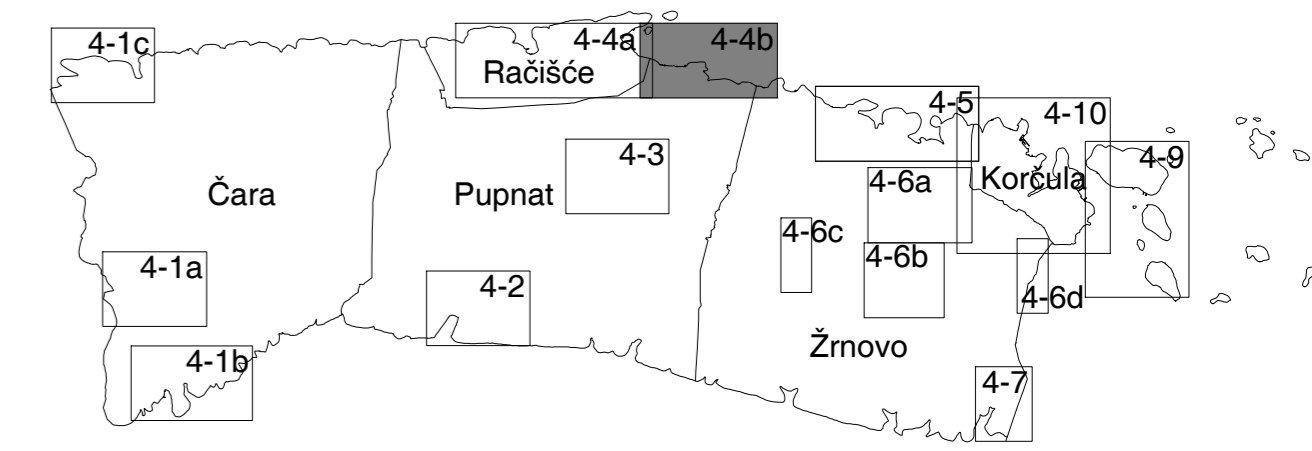 4-1c
4-4a
4-4b
Račišće
4-5
4-10
4-3
4-9
Čara
Pupnat
4-6a
Korčula
4-6c
4-1a
4-6b
4-2
4-6d
Žrnovo
4-1b
4-7